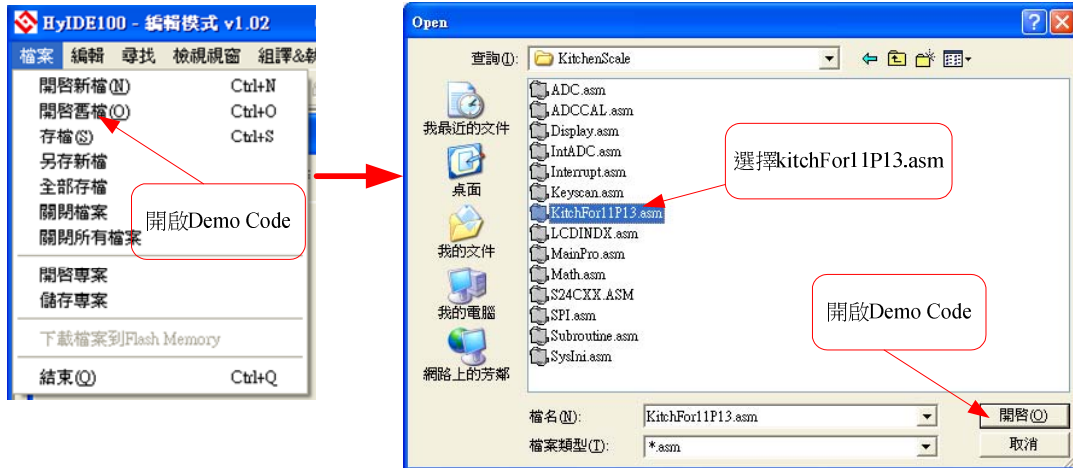 HyIDE100 - 編輯模式 v1.02
檔案 編輯 尋找 檢視視窗 組譯&
開啓新檔(N) Ctrl+N
開啓舊檔(O) Ctrl+O
存檔(S) Ctrl+S
另存新檔
全部存檔
關閉檔案
關閉所有檔案
開啓專案
儲存專案
下載檔案到Flash Memory
結束(Q) Ctrl+Q
開啟Demo Code
Open
查詢(I): KitchenScale
我最近的文件
桌面
我的文件
我的電腦
網路上的芳鄰
ADC.asm
ADCCAL.asm
Display.asm
IntADC.asm
Interrupt.asm
Keyscan.asm
KitchFor11P13.asm
LCDINDX.asm
MainPro.asm
Math.asm
S24CXX.ASM
SPI.asm
Subroutine.asm
SysIni.asm
選擇kitchFor11P13.asm
開啟Demo Code
檔名(N): KitchFor11P13.asm 開啓(O)
檔案類型(T): *.asm 取消